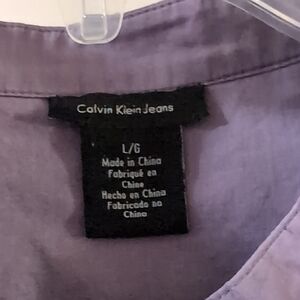 Calvin Klein Jeans
L/G
Made in China
Fabriqué en
Chine
Hecho en China
Fabricado na
China